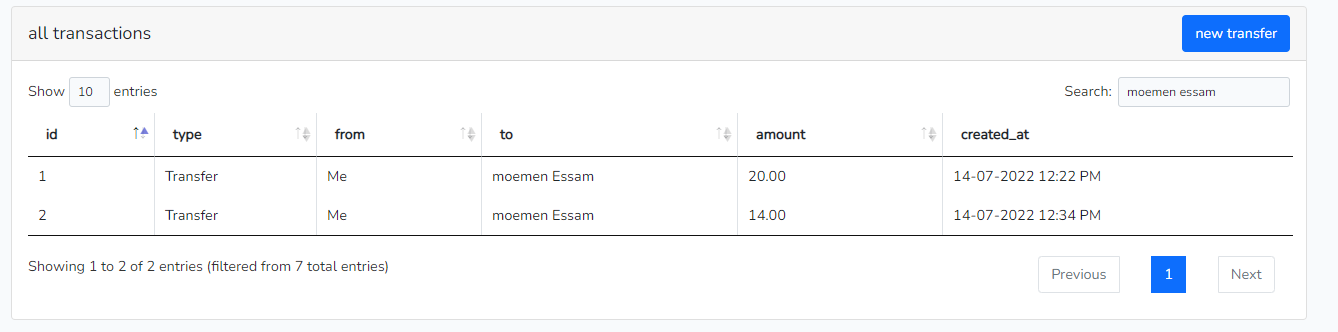 all transactions new transfer
Show 10 entries Search: moemen essam
id type from to amount created_at
1 Transfer Me moemen Essam 20.00 14-07-2022 12:22 PM
2 Transfer Me moemen Essam 14.00 14-07-2022 12:34 PM
Showing 1 to 2 of 2 entries (filtered from 7 total entries) Previous 1 Next